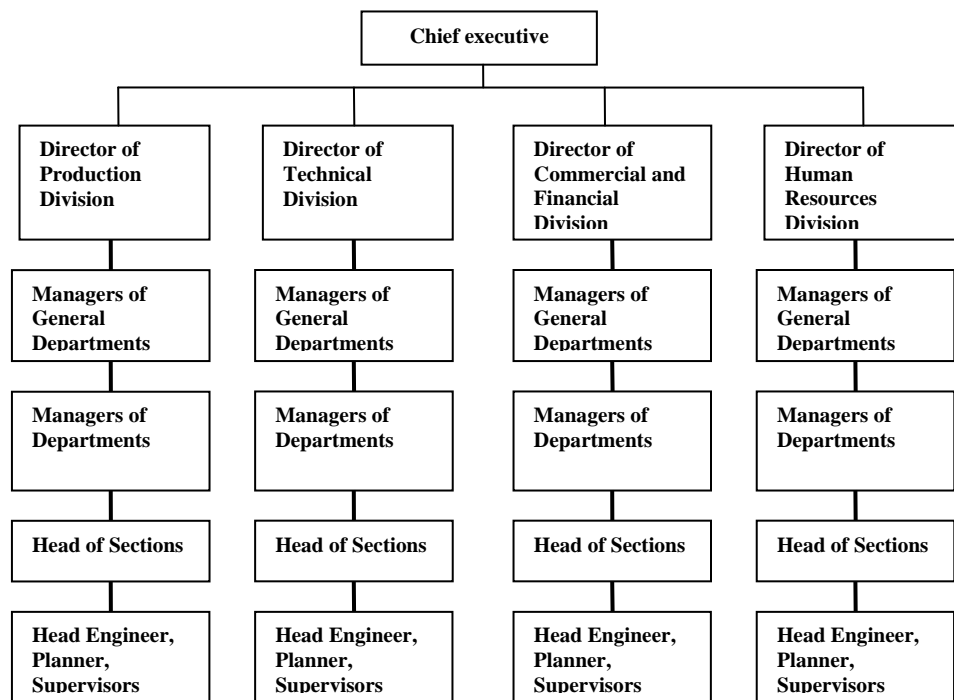 Chief executive
Director of
Production
Division
Director of
Technical
Division
Director of
Commercial and
Financial
Division
Director of
Human
Resources
Division
Managers of
General
Departments
Managers of
General
Departments
Managers of
General
Departments
Managers of
General
Departments
Managers of
Departments
Managers of
Departments
Managers of
Departments
Managers of
Departments
Head of Sections
Head of Sections
Head of Sections
Head of Sections
Head Engineer,
Planner,
Supervisors
Head Engineer,
Planner,
Supervisors
Head Engineer,
Planner,
Supervisors
Head Engineer,
Planner,
Supervisors